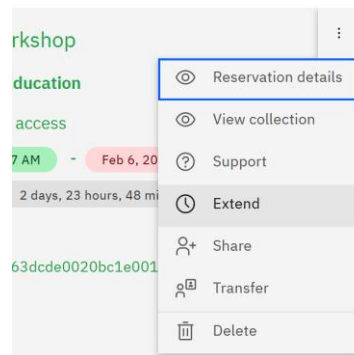 rkshop
ducation
access
7 AM - Feb 6, 20
2 days, 23 hours, 48 mi
63dcde0020bc1e001
Reservation details
View collection
Support
Extend
Share
Transfer
Delete